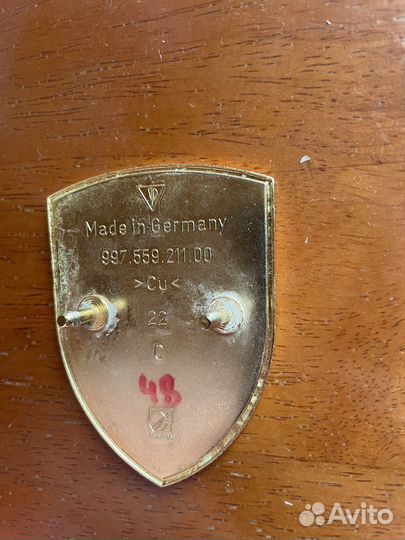 Made in Germany
997.559.211.00
>Cu<
22
C
48
Avito